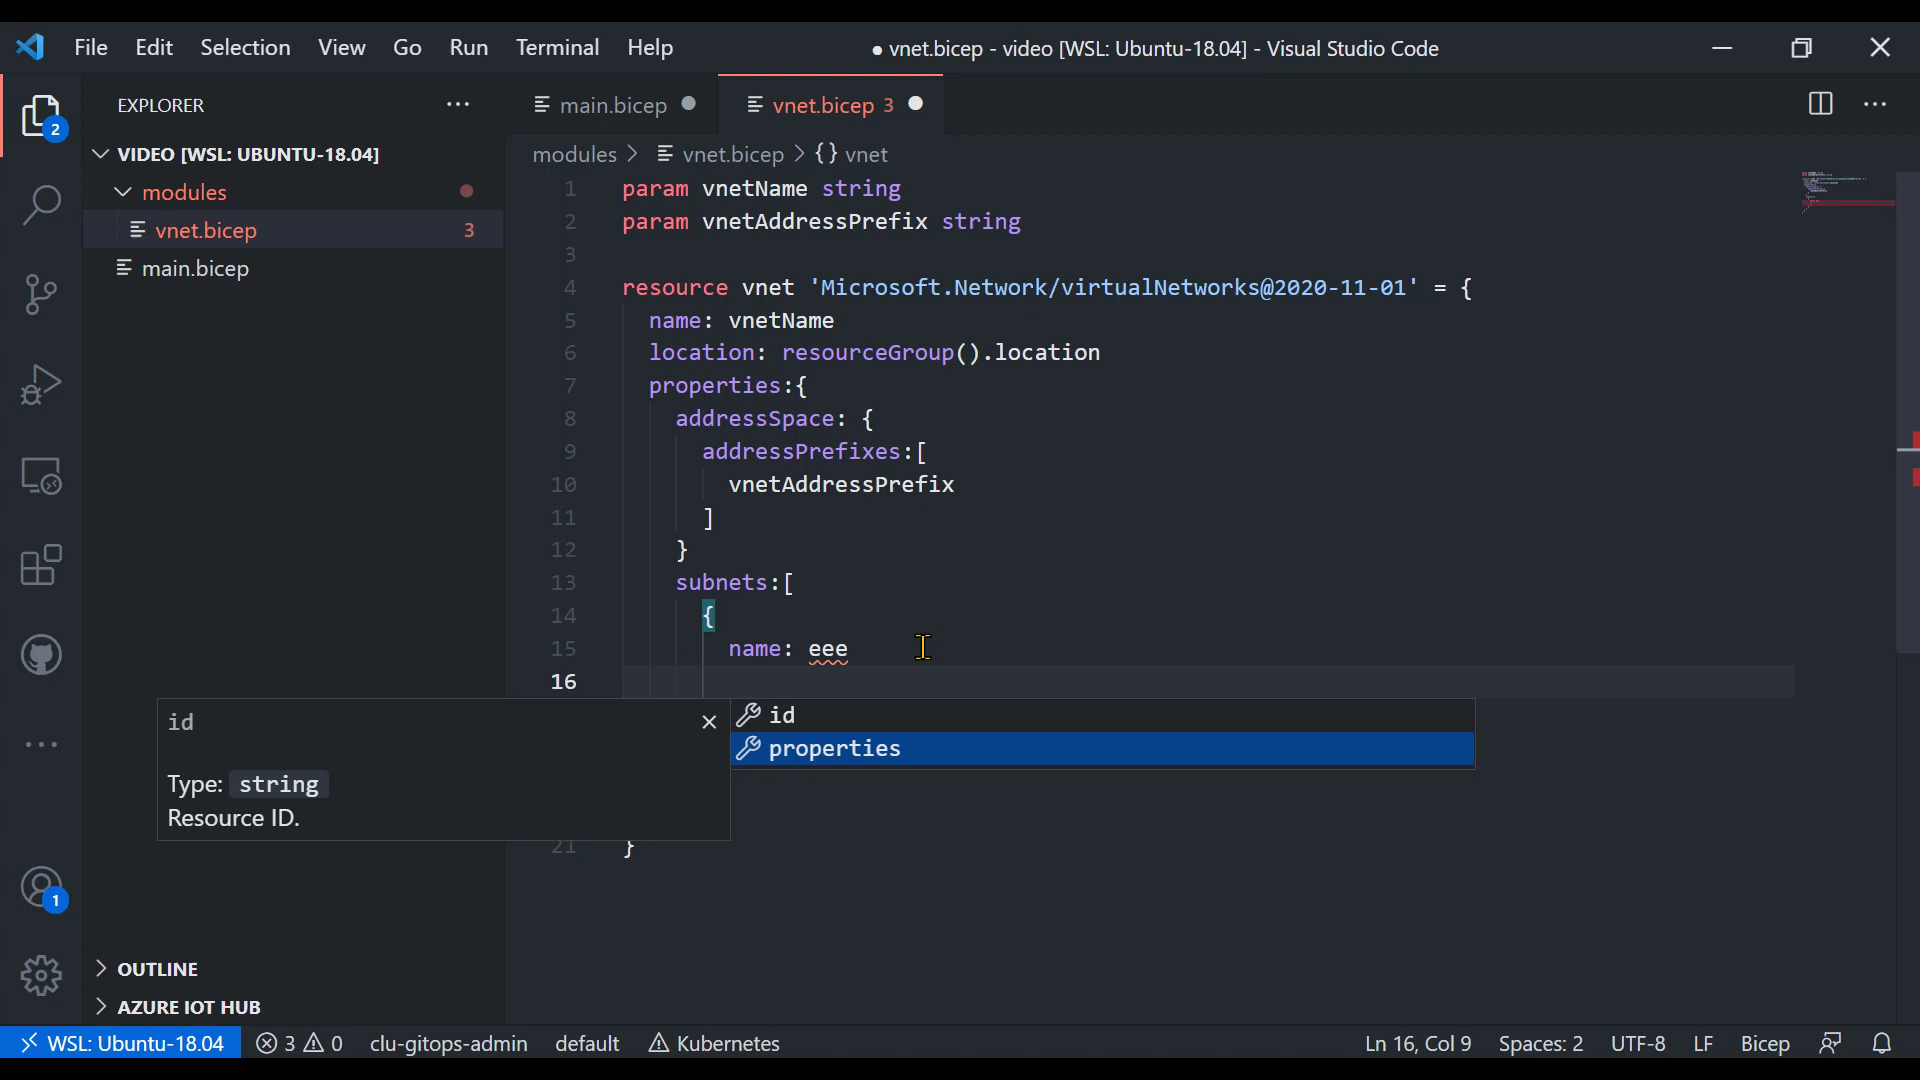 File Edit Selection View Go Run Terminal Help
● vnet.bicep - video [WSL: Ubuntu-18.04] - Visual Studio Code
EXPLORER
2
VIDEO [WSL: UBUNTU-18.04]
modules
vnet.bicep 3
main.bicep
main.bicep
vnet.bicep 3
modules > vnet.bicep > {} vnet
1 param vnetName string
2 param vnetAddressPrefix string
3
4 resource vnet 'Microsoft.Network/virtualNetworks@2020-11-01' = {
5 name: vnetName
6 location: resourceGroup().location
7 properties:{
8 addressSpace: {
9 addressPrefixes:[
10 vnetAddressPrefix
11 ]
12 }
13 subnets:[
14 {
15 name: eee
16
id
properties
id
Type: string
Resource ID.
21 }
1
OUTLINE
AZURE IOT HUB
WSL: Ubuntu-18.04 3 0 clu-gitops-admin default Kubernetes
Ln 16, Col 9 Spaces: 2 UTF-8 LF Bicep